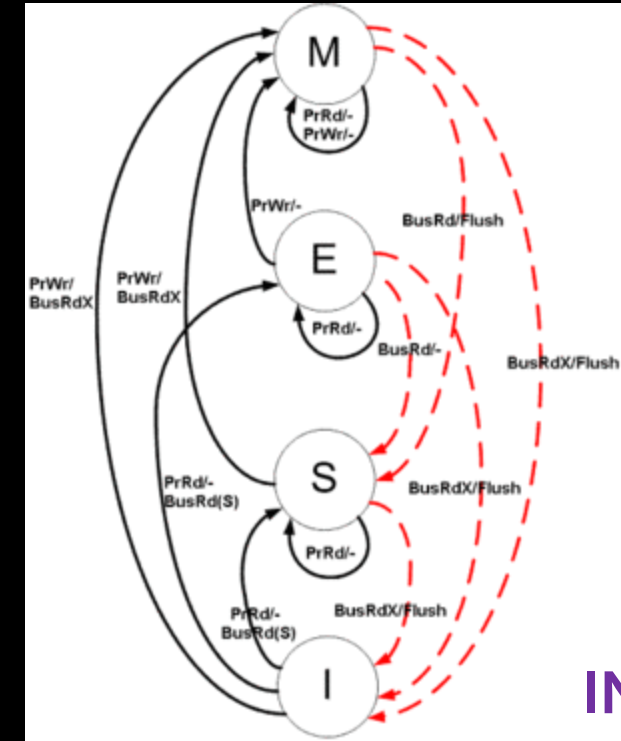 M
PrRd/-
PrWr/-
PrWr/-
BusRd/Flush
E
PrWr/
BusRdX
PrWr/
BusRdX
PrRd/-
BusRd/-
BusRdX/Flush
S
PrRd/-
BusRd(S)
BusRdX/Flush
PrRd/-
PrRd/-
BusRd(S)
BusRdX/Flush
I
IN